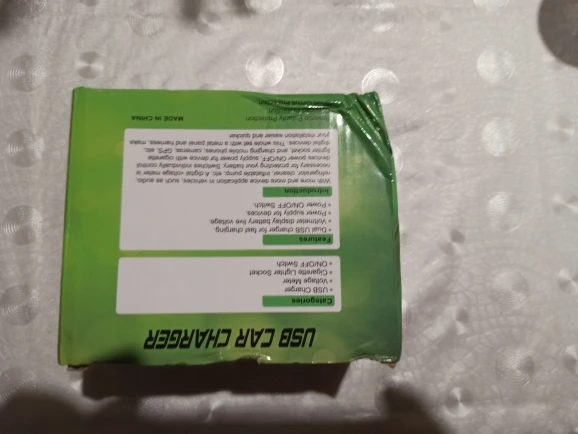 USB CAR CHARGER
Categories
• USB Charger
• Voltage Meter
• Cigarette Lighter Socket
• ON/OFF Switch
Features
• Dual USB charger for fast charging
• Voltmeter display battery live voltage
• Power supply for devices.
• Power ON/OFF Switch.
Introduction
With more and more device application in vehicles, such as audio,
refrigerator, cleaner, inflatable pump, etc. A digital voltage meter is
necessary for protecting your battery. Switches individually control
devices power ON/OFF, supply power for device with cigarette
lighter socket, and charging mobile phones, cameras, GPS, etc.
digital devices. This whole set with a metal panel and harness, make
your installation easier and quicker.
Reverse Polarity Protection
MADE IN CHINA